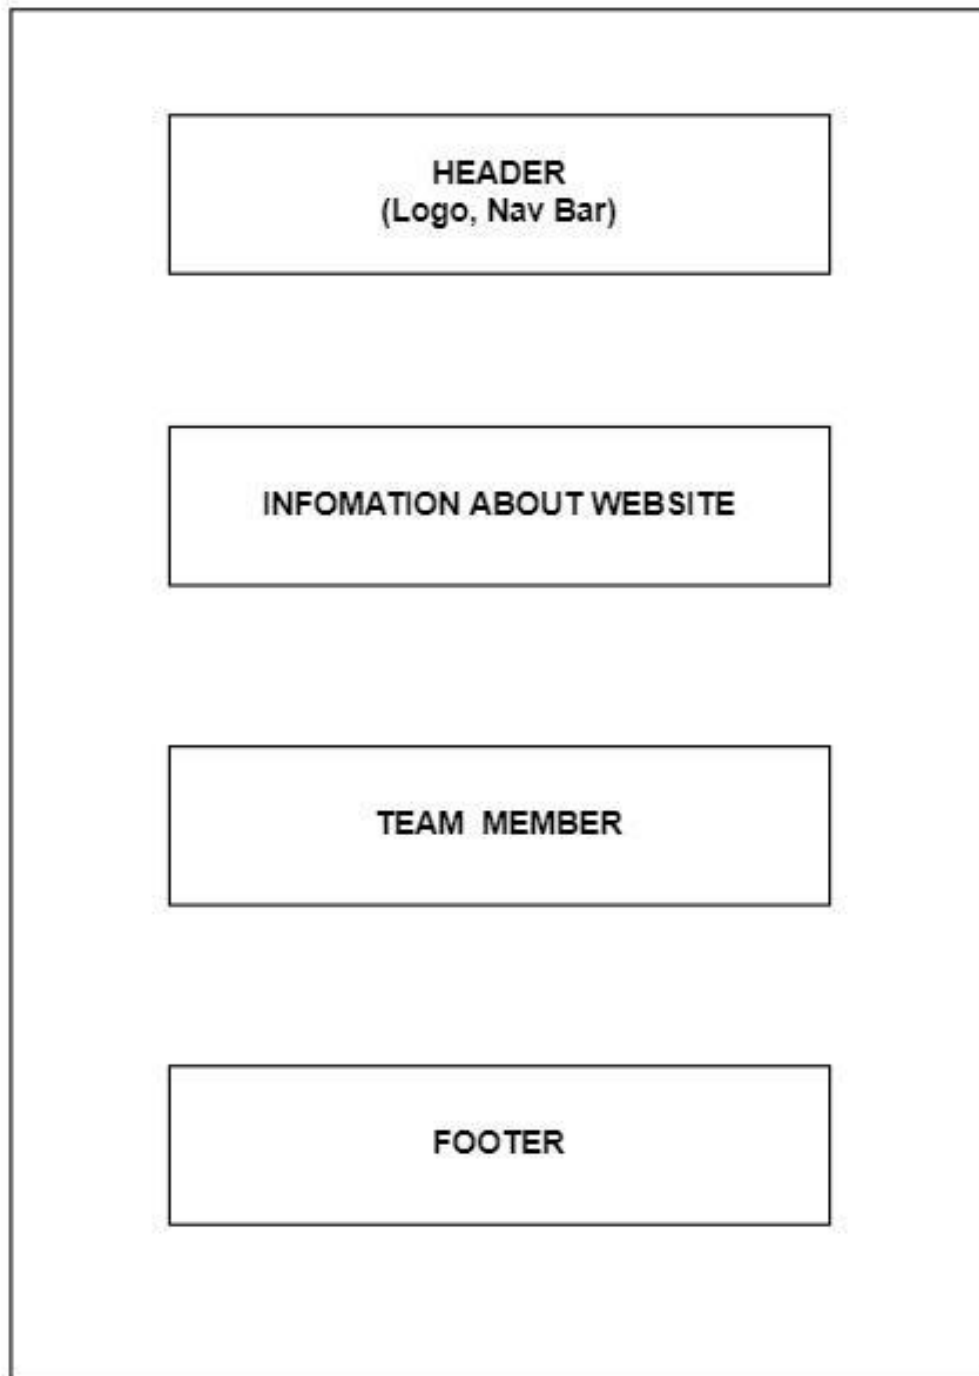 HEADER
(Logo, Nav Bar)
INFOMATION ABOUT WEBSITE
TEAM MEMBER
FOOTER